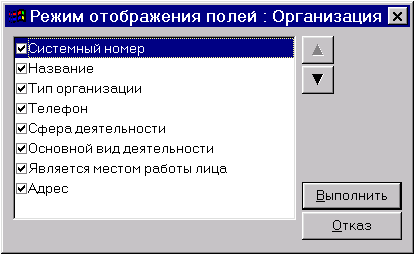 Режим отображения полей : Организация
Системный номер
Название
Тип организации
Телефон
Сфера деятельности
Основной вид деятельности
Является местом работы лица
Адрес
Выполнить
Отказ